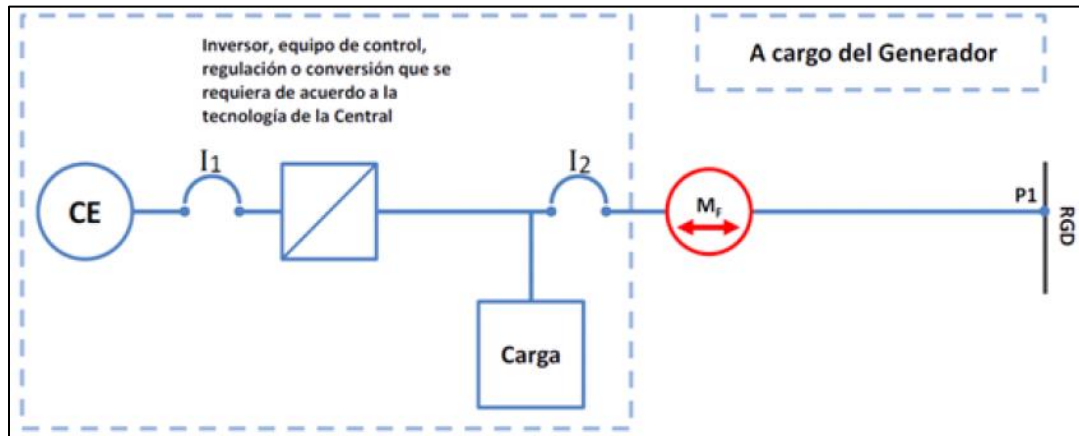 Inversor, equipo de control,
regulación o conversión que se
requiera de acuerdo a la
tecnología de la Central
A cargo del Generador
I1
I2
CE
MF
P1
RGD
Carga